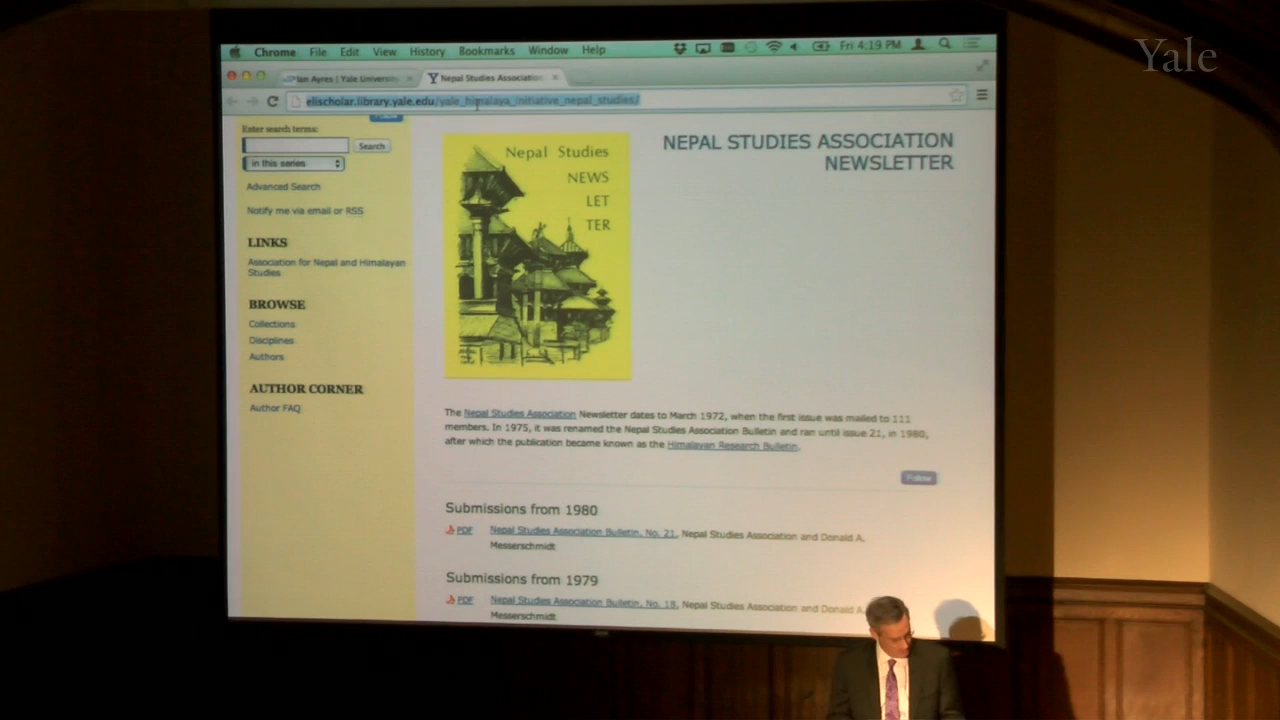 Yale
Chrome File Edit View History Bookmarks Window Help Fri 4:19 PM
Ian Ayres | Yale University
Nepal Studies Association
elischolar.library.yale.edu/yale_himalaya_initiative_nepal_studies/
Follow
Enter search terms:
Search
in this series
Advanced Search
Notify me via email or RSS
LINKS
Association for Nepal and Himalayan
Studies
BROWSE
Collections
Disciplines
Authors
AUTHOR CORNER
Author FAQ
Nepal Studies
NEWS
LET
TER
NEPAL STUDIES ASSOCIATION
NEWSLETTER
The Nepal Studies Association Newsletter dates to March 1972, when the first issue was mailed to 111
members. In 1975, it was renamed the Nepal Studies Association Bulletin and ran until issue 21, in 1980,
after which the publication became known as the Himalayan Research Bulletin.
Follow
Submissions from 1980
PDF Nepal Studies Association Bulletin, No. 21, Nepal Studies Association and Donald A.
Messerschmidt
Submissions from 1979
PDF Nepal Studies Association Bulletin, No. 18, Nepal Studies Association and Donald A.
Messerschmidt